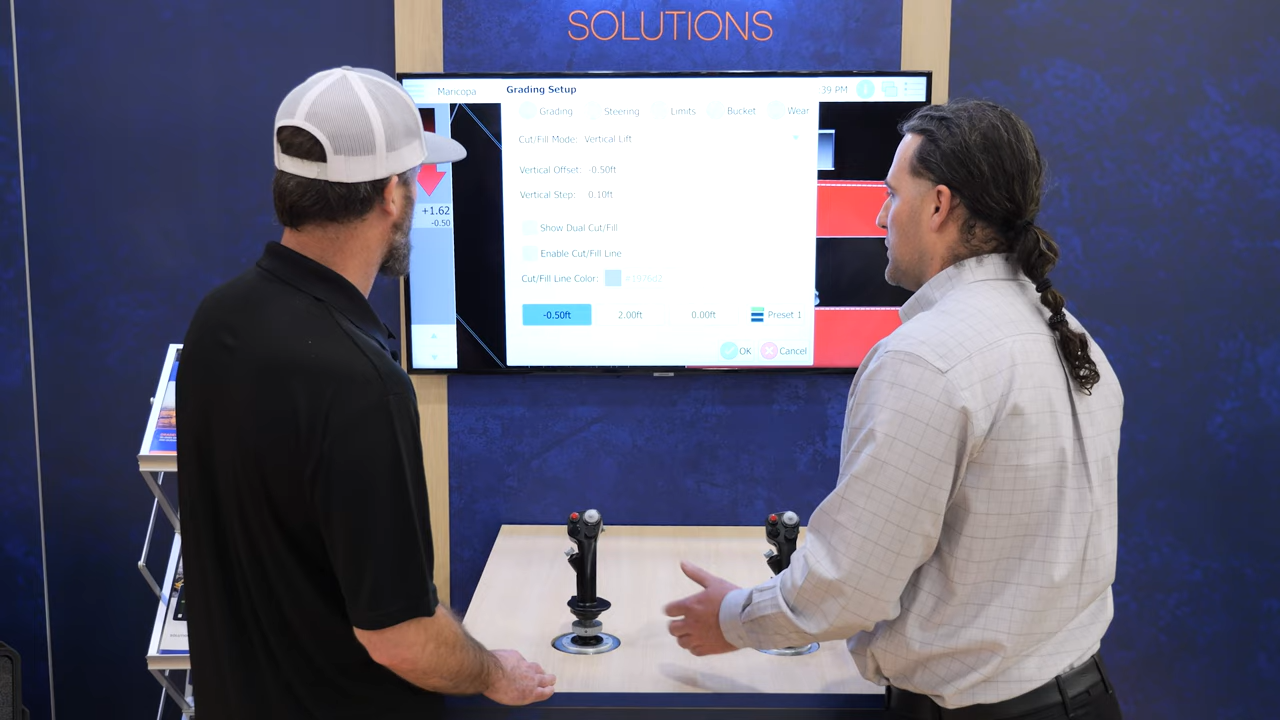 SOLUTIONS
Maricopa
Grading Setup
39 PM
Grading
Steering
Limits
Bucket
Wear
Cut/Fill Mode: Vertical Lift
Vertical Offset: -0.50ft
Vertical Step: 0.10ft
+1.62
-0.50
Show Dual Cut/Fill
Enable Cut/Fill Line
Cut/Fill Line Color: #1976d2
-0.50ft
2.00ft
0.00ft
Preset 1
OK
Cancel